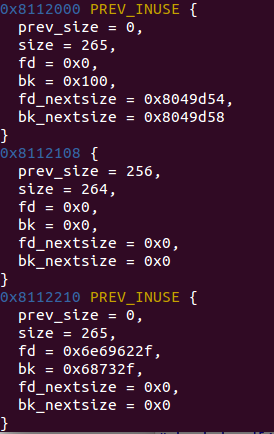 0x8112000 PREV_INUSE {
  prev_size = 0,
  size = 265,
  fd = 0x0,
  bk = 0x100,
  fd_nextsize = 0x8049d54,
  bk_nextsize = 0x8049d58
}
0x8112108 {
  prev_size = 256,
  size = 264,
  fd = 0x0,
  bk = 0x0,
  fd_nextsize = 0x0,
  bk_nextsize = 0x0
}
0x8112210 PREV_INUSE {
  prev_size = 0,
  size = 265,
  fd = 0x6e69622f,
  bk = 0x68732f,
  fd_nextsize = 0x0,
  bk_nextsize = 0x0
}